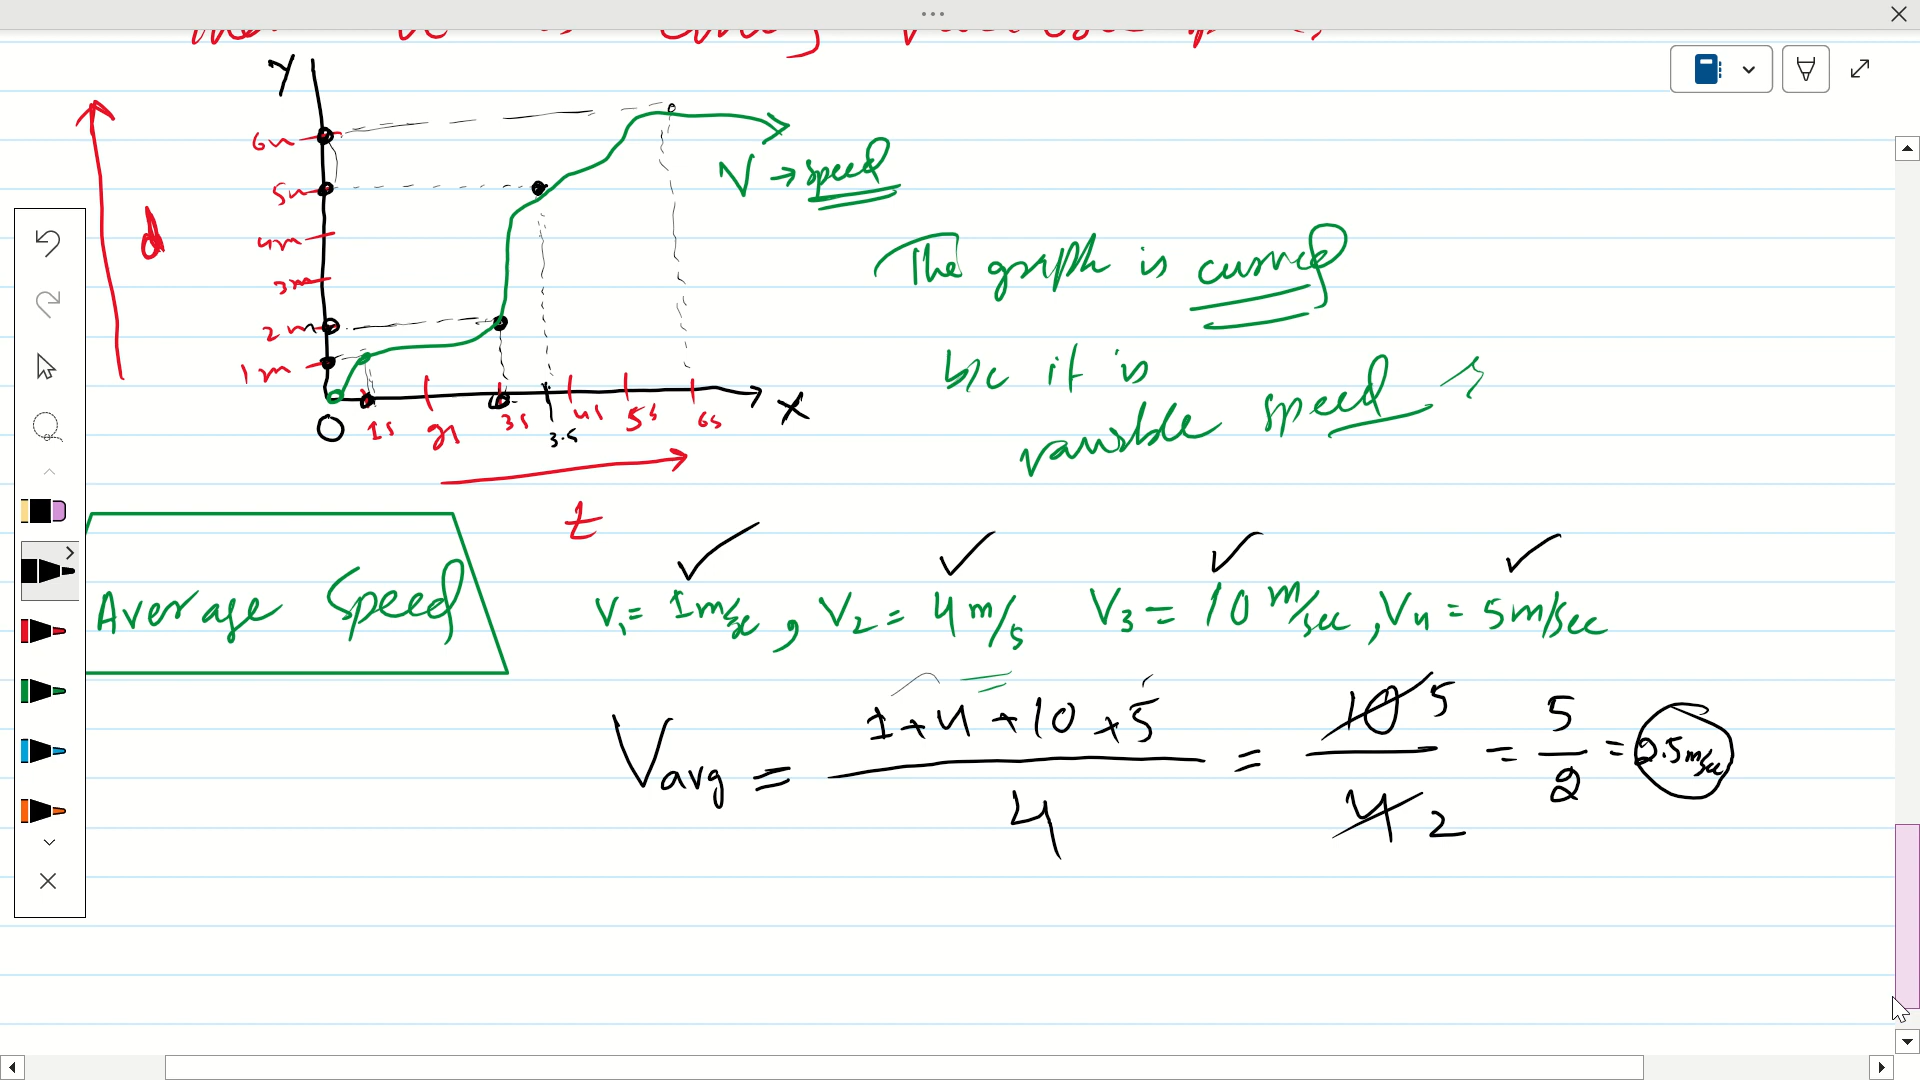 Y
6m
5m
4m
3m
2m
1m
d
V → speed
O 1s 2s 3s 3.5 4s 5s 6s X
t
The graph is curved
b/c it is
variable speed
Average Speed
V₁ = 1m/sec , V₂ = 4 m/s V₃ = 10 m/sec , V₄ = 5m/sec
Vavg = 1+4+10+5 / 4 = 10 5 / 4 2 = 5/2 = 2.5m/sec